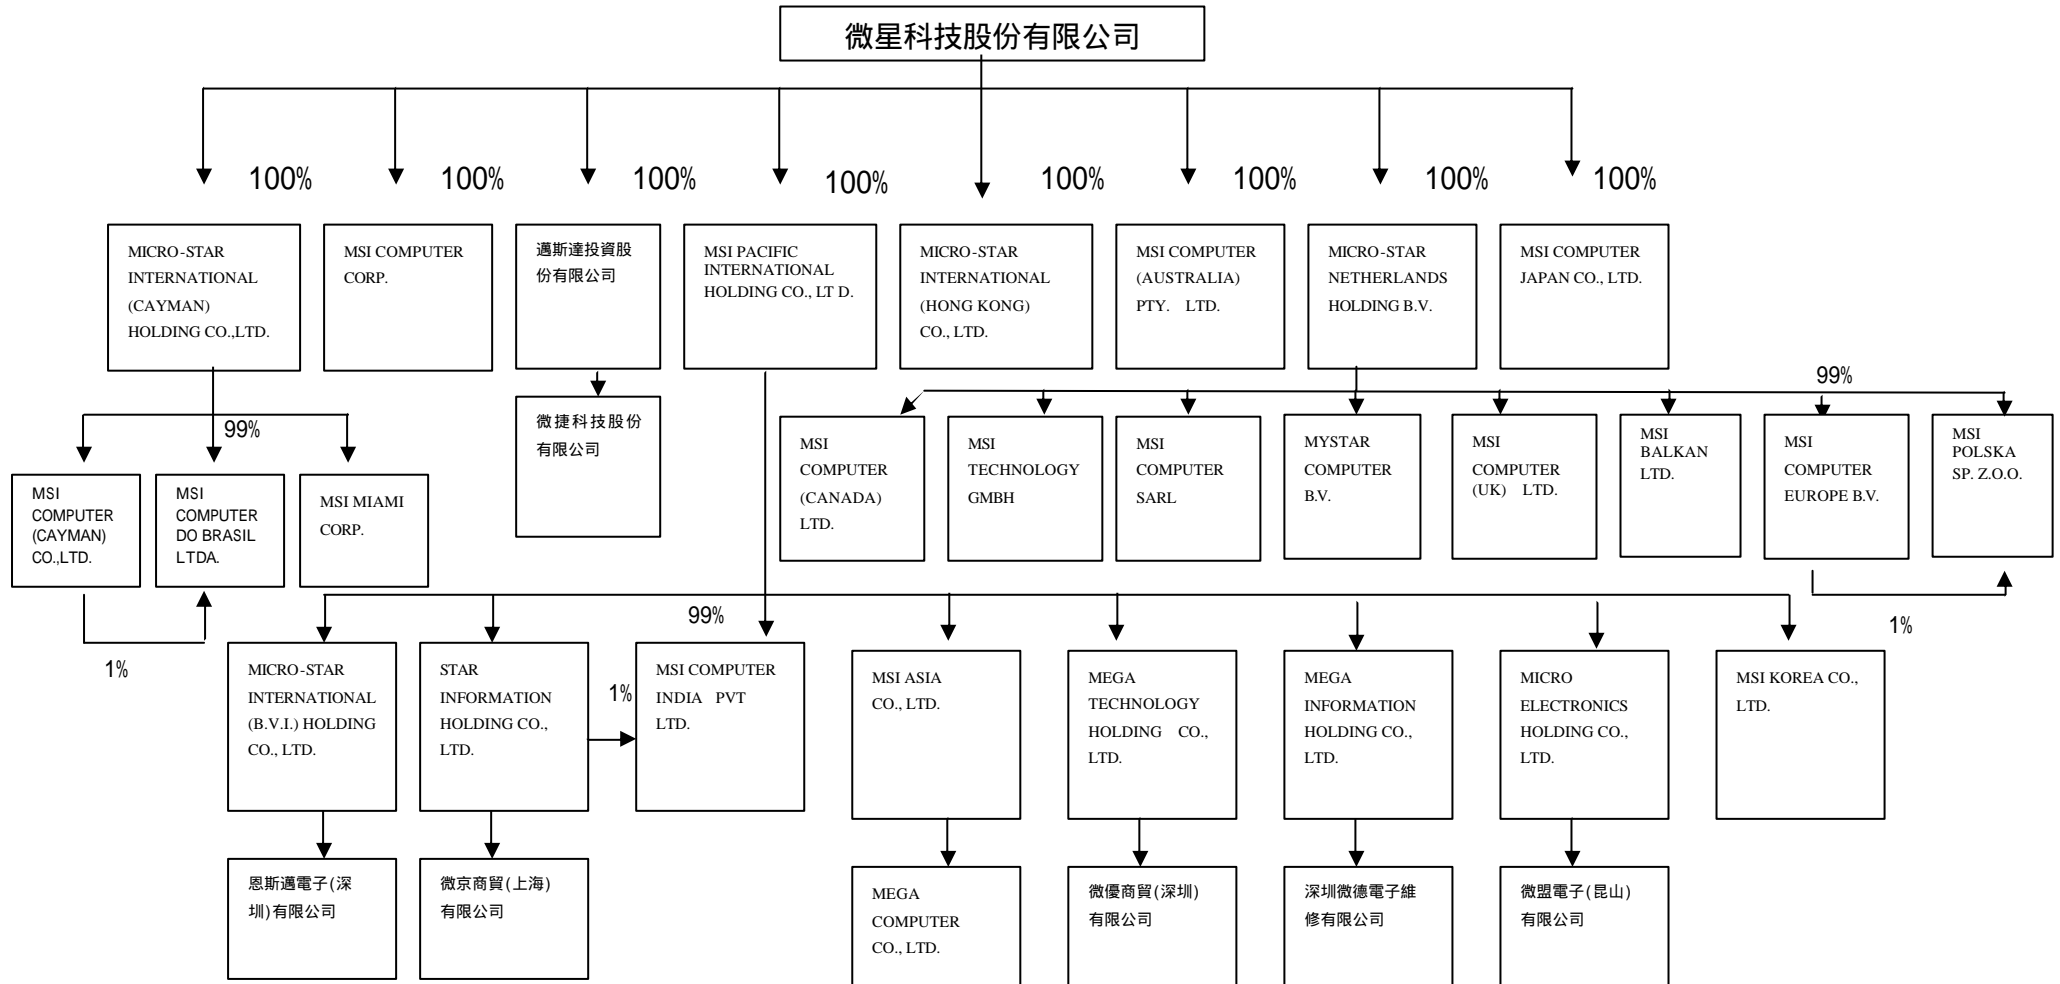 微星科技股份有限公司
100%
100%
100%
100%
100%
100%
100%
100%
MICRO-STAR
INTERNATIONAL
(CAYMAN)
HOLDING CO.,LTD.
MSI COMPUTER
CORP.
邁斯達投資股
份有限公司
MSI PACIFIC
INTERNATIONAL
HOLDING CO., LT D.
MICRO-STAR
INTERNATIONAL
(HONG KONG)
CO., LTD.
MSI COMPUTER
(AUSTRALIA)
PTY. LTD.
MICRO-STAR
NETHERLANDS
HOLDING B.V.
MSI COMPUTER
JAPAN CO., LTD.
99%
99%
MSI
COMPUTER
(CAYMAN)
CO.,LTD.
MSI
COMPUTER
DO BRASIL
LTDA.
MSI MIAMI
CORP.
微捷科技股份
有限公司
MSI
COMPUTER
(CANADA)
LTD.
MSI
TECHNOLOGY
GMBH
MSI
COMPUTER
SARL
MYSTAR
COMPUTER
B.V.
MSI
COMPUTER
(UK) LTD.
MSI
BALKAN
LTD.
MSI
COMPUTER
EUROPE B.V.
MSI
POLSKA
SP. Z.O.O.
1%
99%
1%
MICRO-STAR
INTERNATIONAL
(B.V.I.) HOLDING
CO., LTD.
STAR
INFORMATION
HOLDING CO.,
LTD.
1%
MSI COMPUTER
INDIA PVT
LTD.
MSI ASIA
CO., LTD.
MEGA
TECHNOLOGY
HOLDING CO.,
LTD.
MEGA
INFORMATION
HOLDING CO.,
LTD.
MICRO
ELECTRONICS
HOLDING CO.,
LTD.
MSI KOREA CO.,
LTD.
恩斯邁電子(深
圳)有限公司
微京商貿(上海)
有限公司
MEGA
COMPUTER
CO., LTD.
微優商貿(深圳)
有限公司
深圳微德電子維
修有限公司
微盟電子(昆山)
有限公司